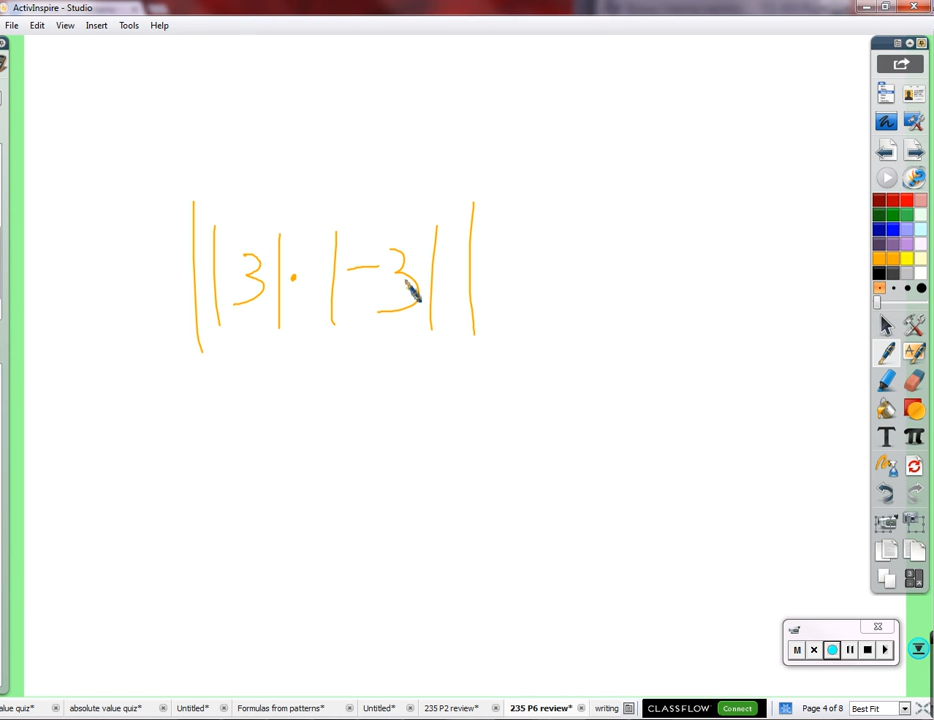 ActivInspire - Studio
File Edit View Insert Tools Help
||3|·|-3||
M
alue quiz* absolute value quiz* Untitled* Formulas from patterns* Untitled* 235 P2 review* 235 P6 review* writing CLASSFLOW Connect Page 4 of 8 Best Fit